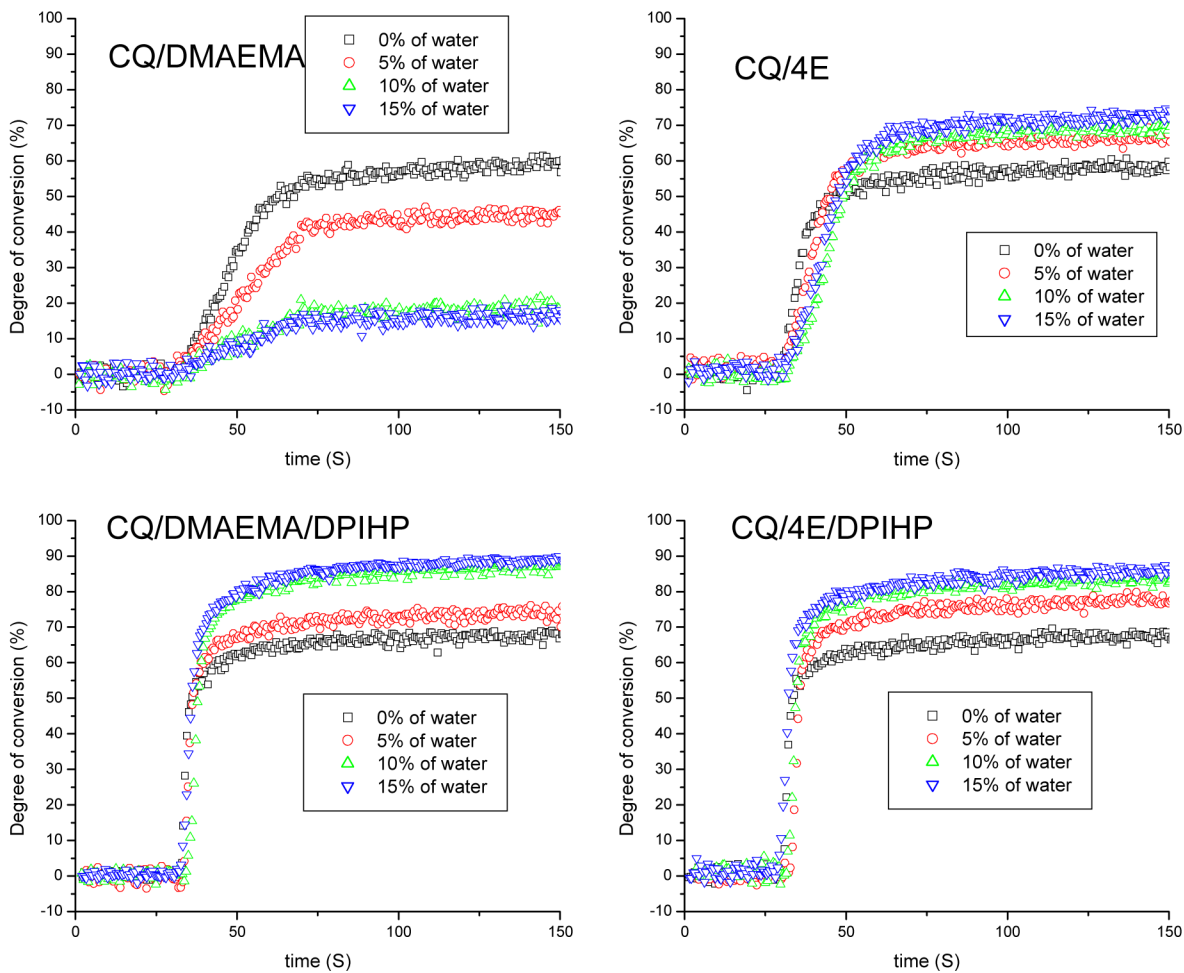 CQ/DMAEMA
0% of water
5% of water
10% of water
15% of water
Degree of conversion (%)
100
90
80
70
60
50
40
30
20
10
0
-10
0
50
100
150
time (S)
CQ/4E
0% of water
5% of water
10% of water
15% of water
Degree of conversion (%)
100
90
80
70
60
50
40
30
20
10
0
-10
0
50
100
150
time (S)
CQ/DMAEMA/DPIHP
0% of water
5% of water
10% of water
15% of water
Degree of conversion (%)
100
90
80
70
60
50
40
30
20
10
0
-10
0
50
100
150
time (S)
CQ/4E/DPIHP
0% of water
5% of water
10% of water
15% of water
Degree of conversion (%)
100
90
80
70
60
50
40
30
20
10
0
-10
0
50
100
150
time (S)